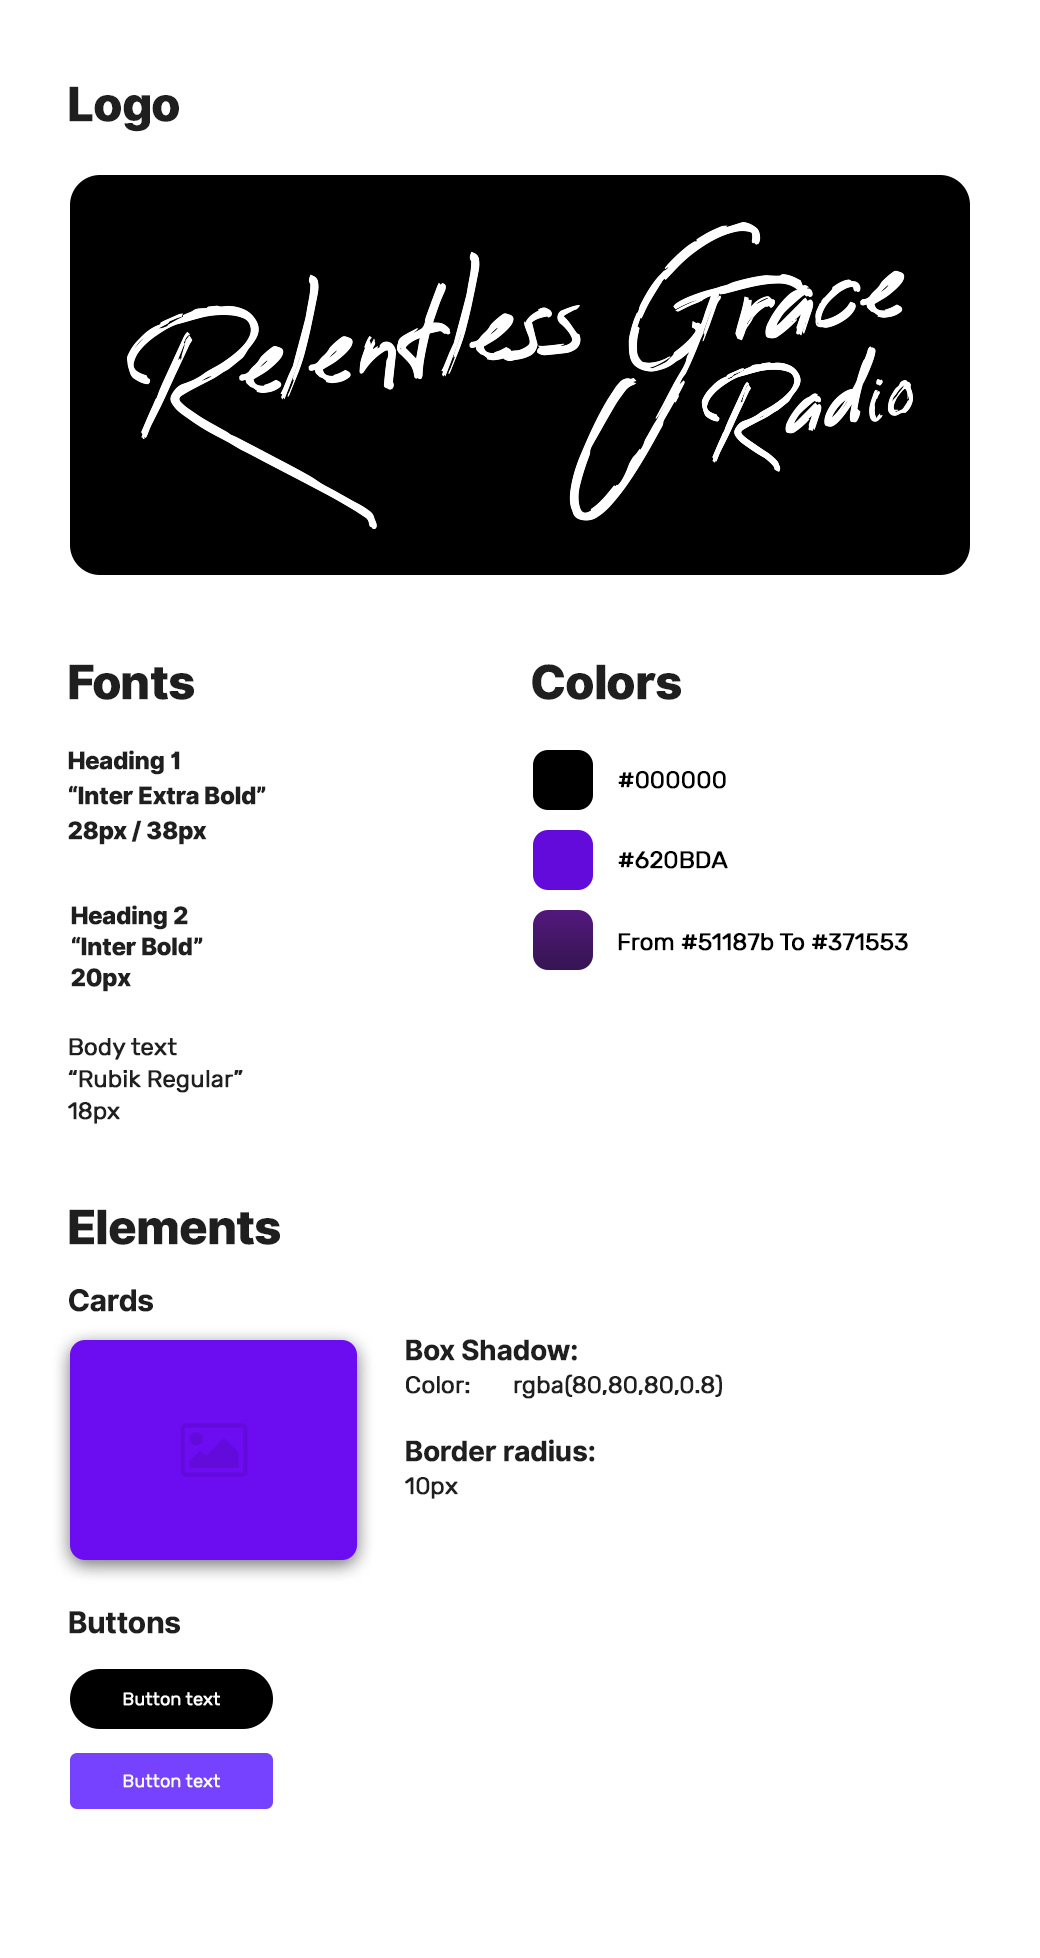 Logo
Relentless Grace
Radio
Fonts
Heading 1
“Inter Extra Bold”
28px / 38px
Heading 2
“Inter Bold”
20px
Body text
“Rubik Regular”
18px
Colors
#000000
#620BDA
From #51187b To #371553
Elements
Cards
Box Shadow:
Color: rgba(80,80,80,0.8)
Border radius:
10px
Buttons
Button text
Button text